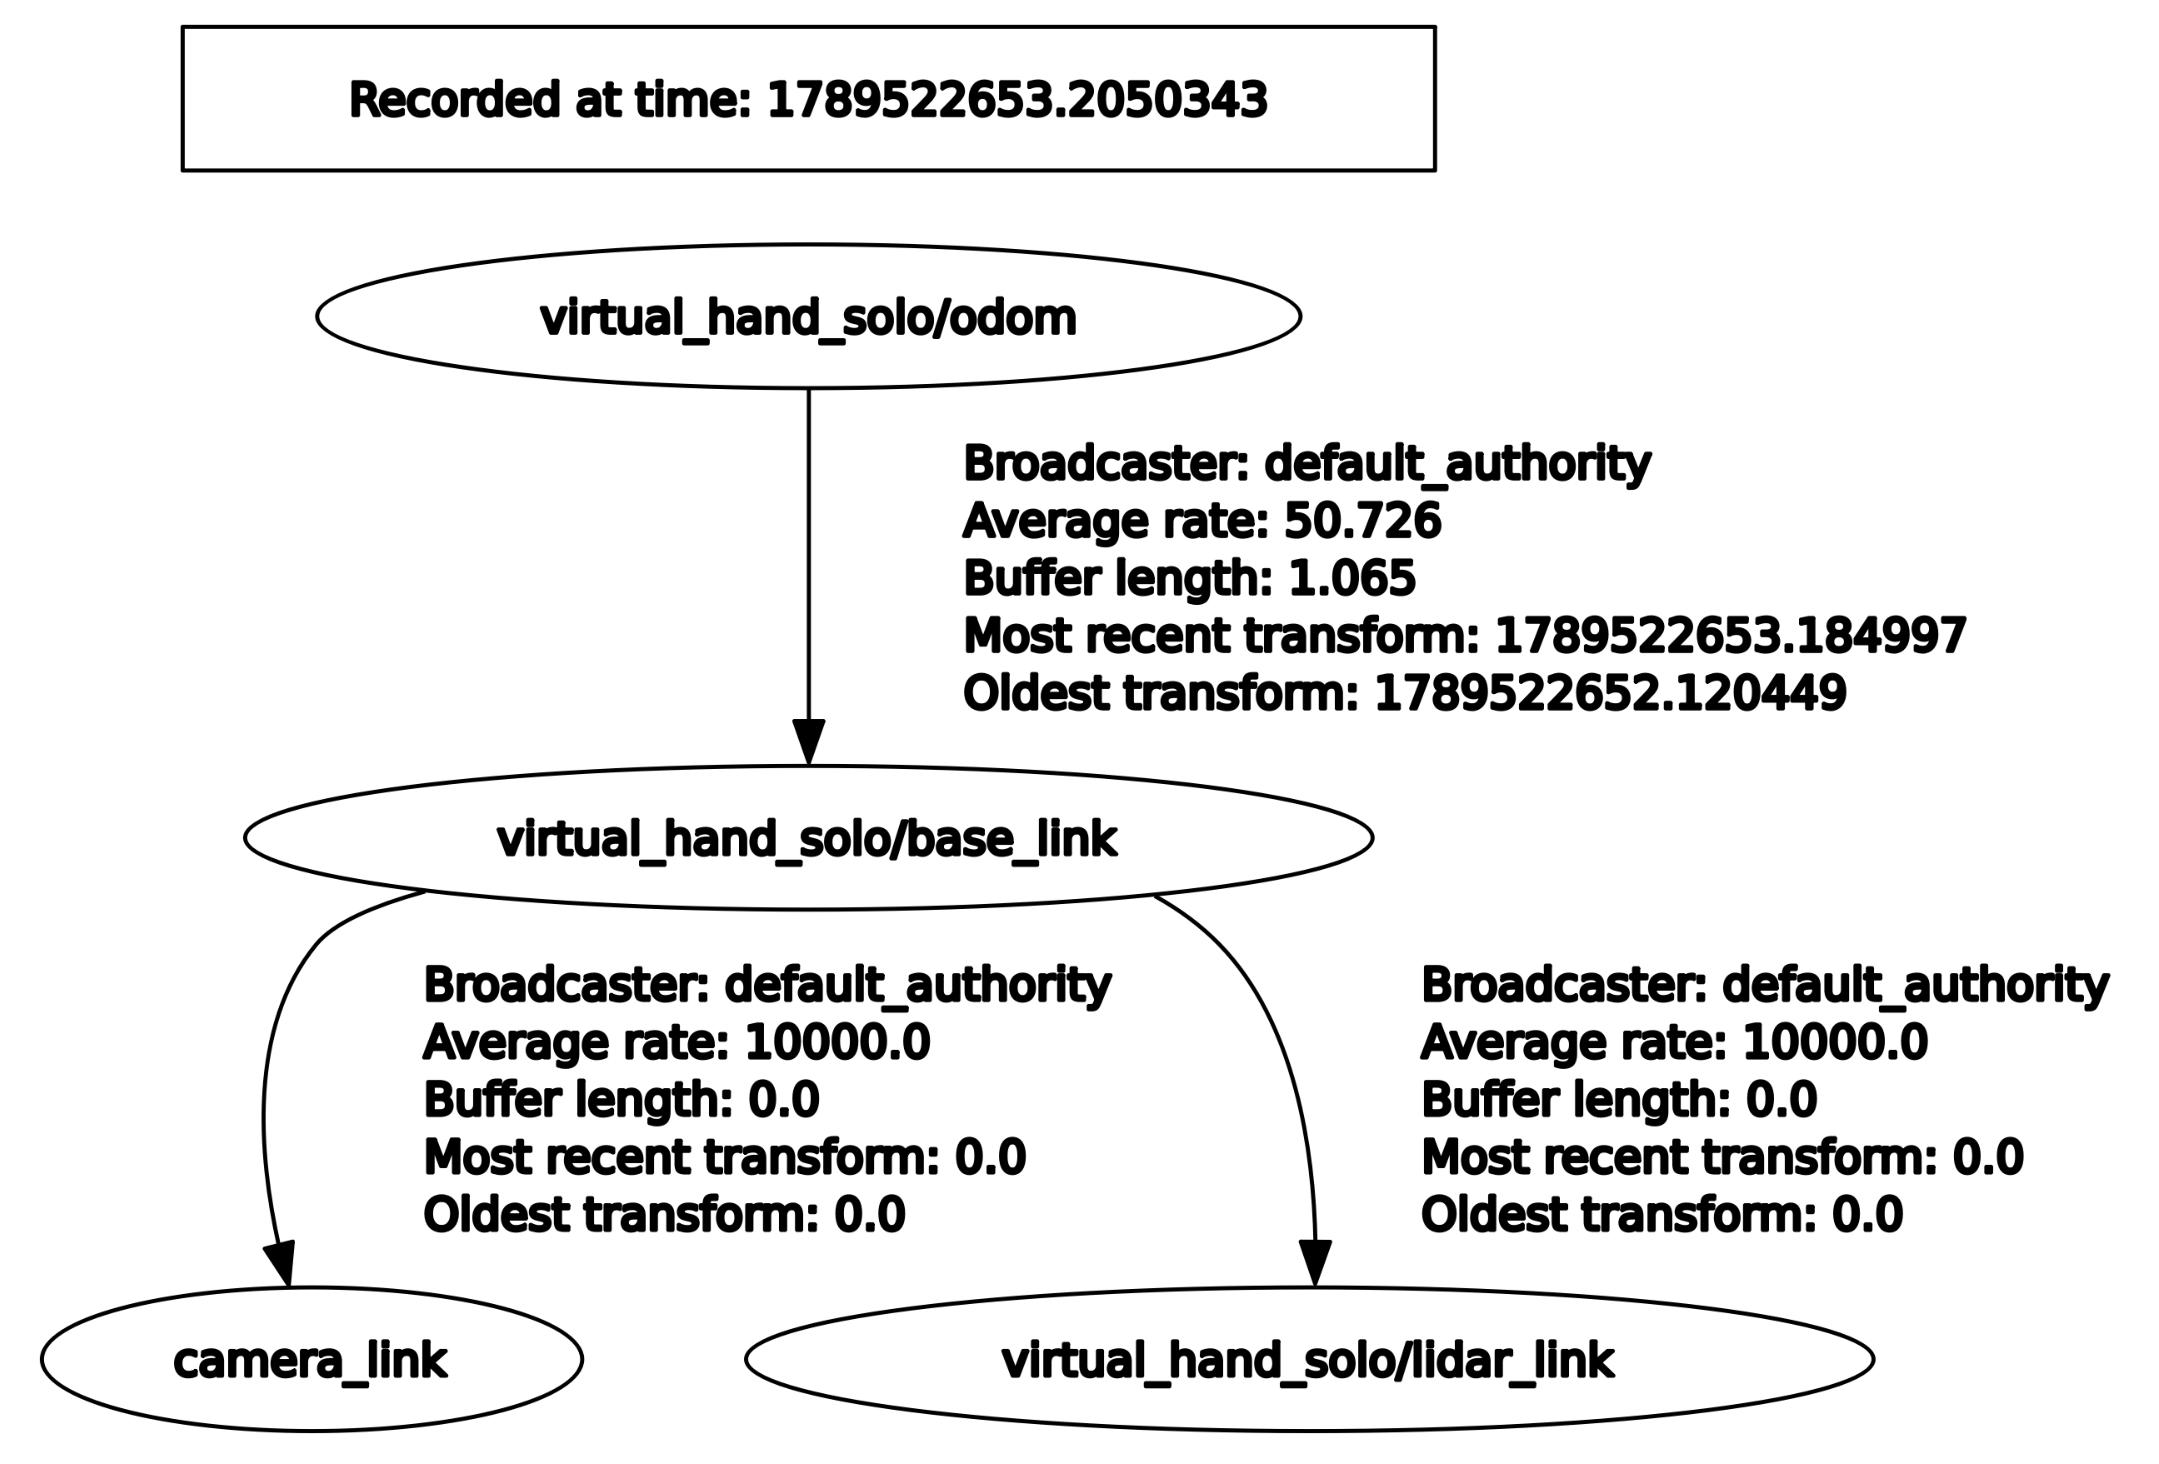 Recorded at time: 1789522653.2050343
virtual_hand_solo/odom
Broadcaster: default_authority
Average rate: 50.726
Buffer length: 1.065
Most recent transform: 1789522653.184997
Oldest transform: 1789522652.120449
virtual_hand_solo/base_link
Broadcaster: default_authority
Average rate: 10000.0
Buffer length: 0.0
Most recent transform: 0.0
Oldest transform: 0.0
Broadcaster: default_authority
Average rate: 10000.0
Buffer length: 0.0
Most recent transform: 0.0
Oldest transform: 0.0
camera_link
virtual_hand_solo/lidar_link